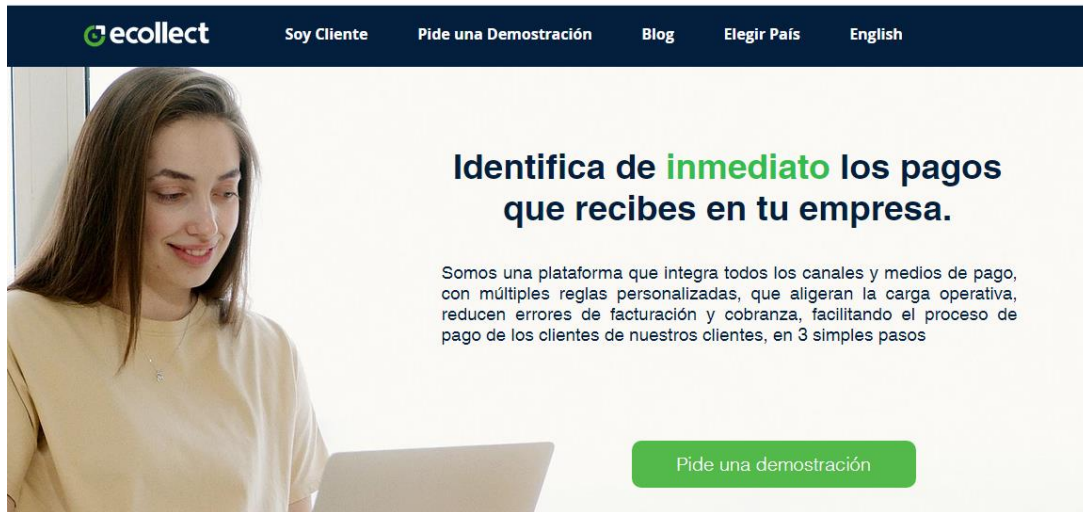 ecollect
Soy Cliente
Pide una Demostración
Blog
Elegir País
English
Identifica de inmediato los pagos
que recibes en tu empresa.
Somos una plataforma que integra todos los canales y medios de pago,
con múltiples reglas personalizadas, que aligeran la carga operativa,
reducen errores de facturación y cobranza, facilitando el proceso de
pago de los clientes de nuestros clientes, en 3 simples pasos
Pide una demostración